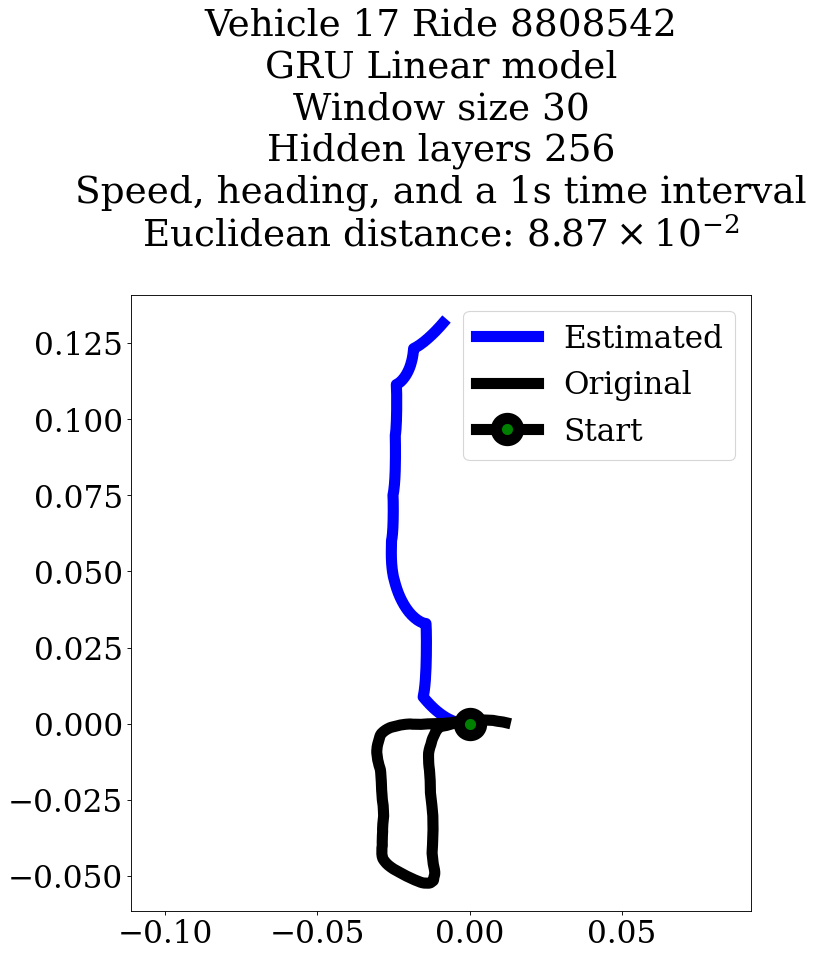 Vehicle 17 Ride 8808542
GRU Linear model
Window size 30
Hidden layers 256
Speed, heading, and a 1s time interval
Euclidean distance: 8.87 × 10⁻²
Estimated
Original
Start
0.125
0.100
0.075
0.050
0.025
0.000
−0.025
−0.050
−0.10
−0.05
0.00
0.05